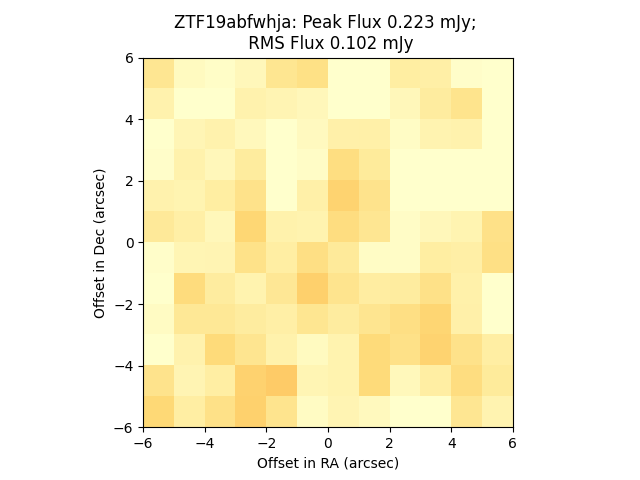 ZTF19abfwhja: Peak Flux 0.223 mJy;
RMS Flux 0.102 mJy
6
4
2
0
−2
−4
−6
Offset in Dec (arcsec)
−6 −4 −2 0 2 4 6
Offset in RA (arcsec)